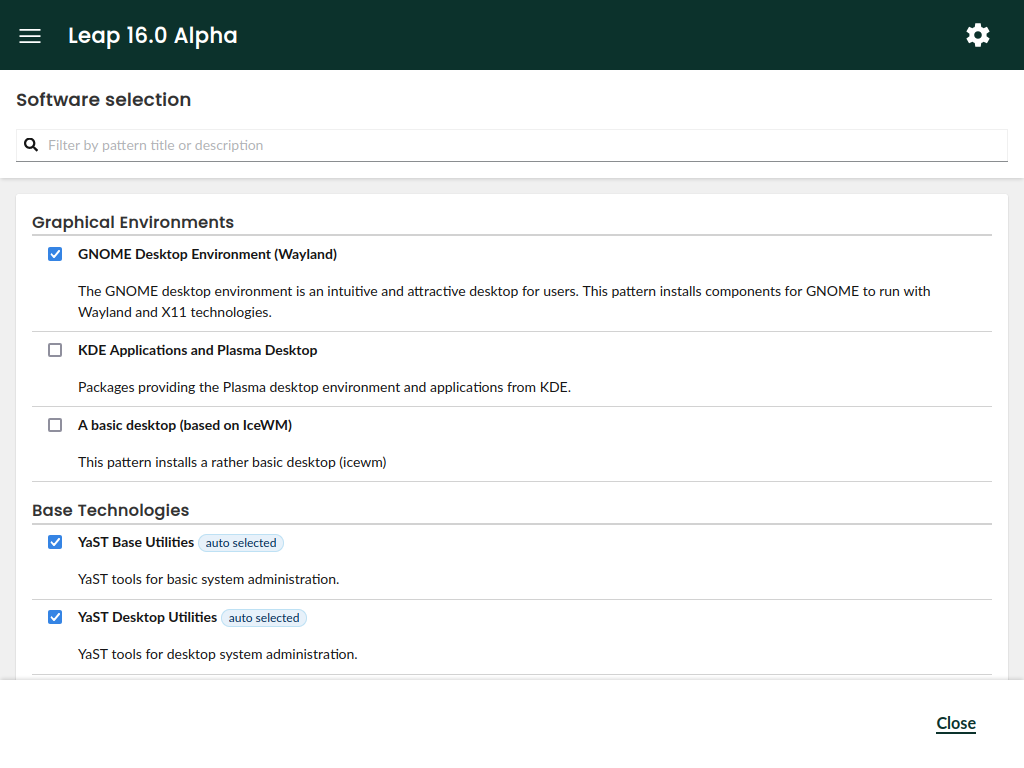 Leap 16.0 Alpha
Software selection
Filter by pattern title or description
Graphical Environments
GNOME Desktop Environment (Wayland)
The GNOME desktop environment is an intuitive and attractive desktop for users. This pattern installs components for GNOME to run with
Wayland and X11 technologies.
KDE Applications and Plasma Desktop
Packages providing the Plasma desktop environment and applications from KDE.
A basic desktop (based on IceWM)
This pattern installs a rather basic desktop (icewm)
Base Technologies
YaST Base Utilities auto selected
YaST tools for basic system administration.
YaST Desktop Utilities auto selected
YaST tools for desktop system administration.
Close